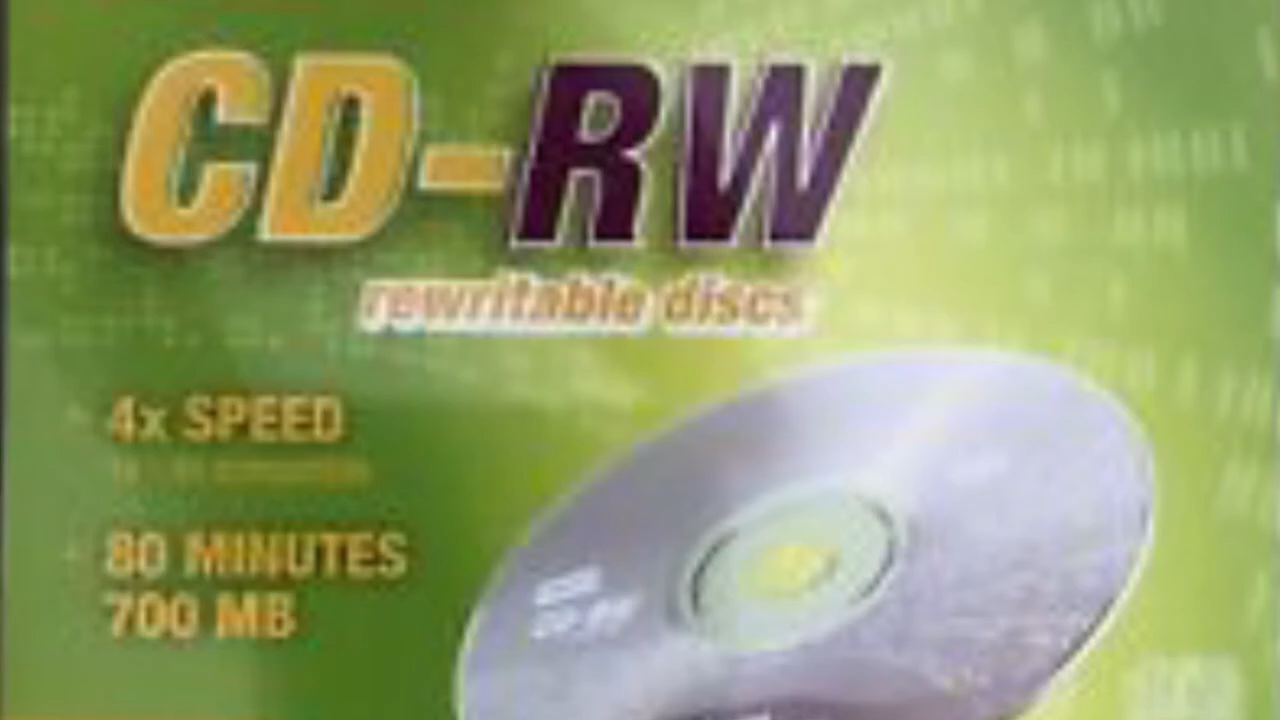 CD-RW
rewritable discs
4x SPEED
80 MINUTES
700 MB